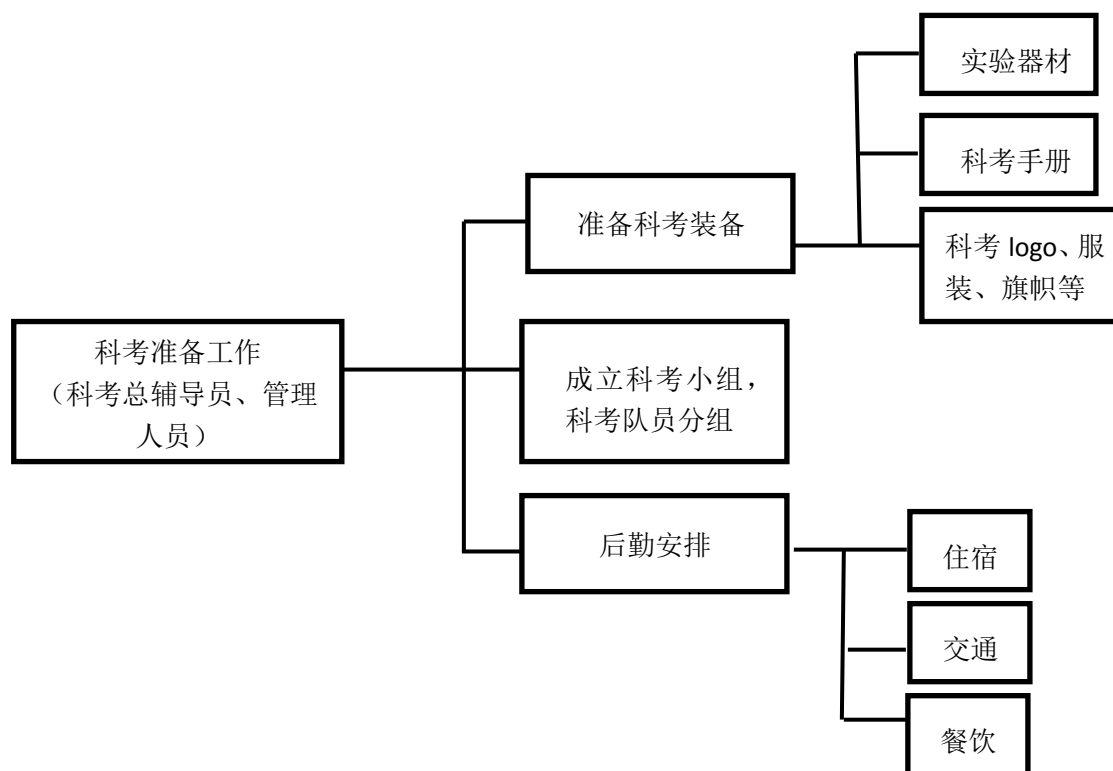 实验器材
科考手册
准备科考装备
科考 logo、服
装、旗帜等
科考准备工作
（科考总辅导员、管理
人员）
成立科考小组，
科考队员分组
后勤安排
住宿
交通
餐饮